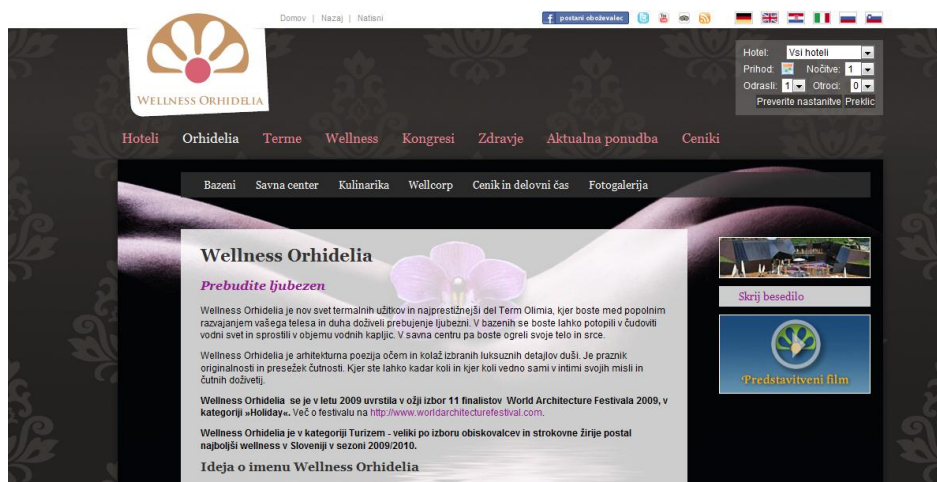 Domov | Nazaj | Natisni
postani oboževalec
WELLNESS ORHIDELIA
Hotel: Vsi hoteli
Prihod: Nočitve: 1
Odrasli: 1 Otroci: 0
Preverite nastanitve Preklic
Hoteli Orhidelia Terme Wellness Kongresi Zdravje Aktualna ponudba Ceniki
Bazeni Savna center Kulinarika Wellcorp Cenik in delovni čas Fotogalerija
Wellness Orhidelia
Prebudite ljubezen
Wellness Orhidelia je nov svet termalnih užitkov in najprestižnejši del Term Olimia, kjer boste med popolnim
razvajanjem vašega telesa in duha doživeli prebujenje ljubezni. V bazenih se boste lahko potopili v čudoviti
vodni svet in sprostili v objemu vodnih kapljic. V savna centru pa boste ogreli svoje telo in srce.
Wellness Orhidelia je arhitekturna poezija očem in kolaž izbranih luksuznih detajlov duši. Je praznik
originalnosti in presežek čutnosti. Kjer ste lahko kadar koli in kjer koli vedno sami v intimi svojih misli in
čutnih doživetij.
Wellness Orhidelia se je v letu 2009 uvrstila v ožji izbor 11 finalistov World Architecture Festivala 2009, v
kategoriji »Holiday«. Več o festivalu na http://www.worldarchitecturefestival.com.
Wellness Orhidelia je v kategoriji Turizem - veliki po izboru obiskovalcev in strokovne žirije postal
najboljši wellness v Sloveniji v sezoni 2009/2010.
Ideja o imenu Wellness Orhidelia
Skrij besedilo
Predstavitveni film